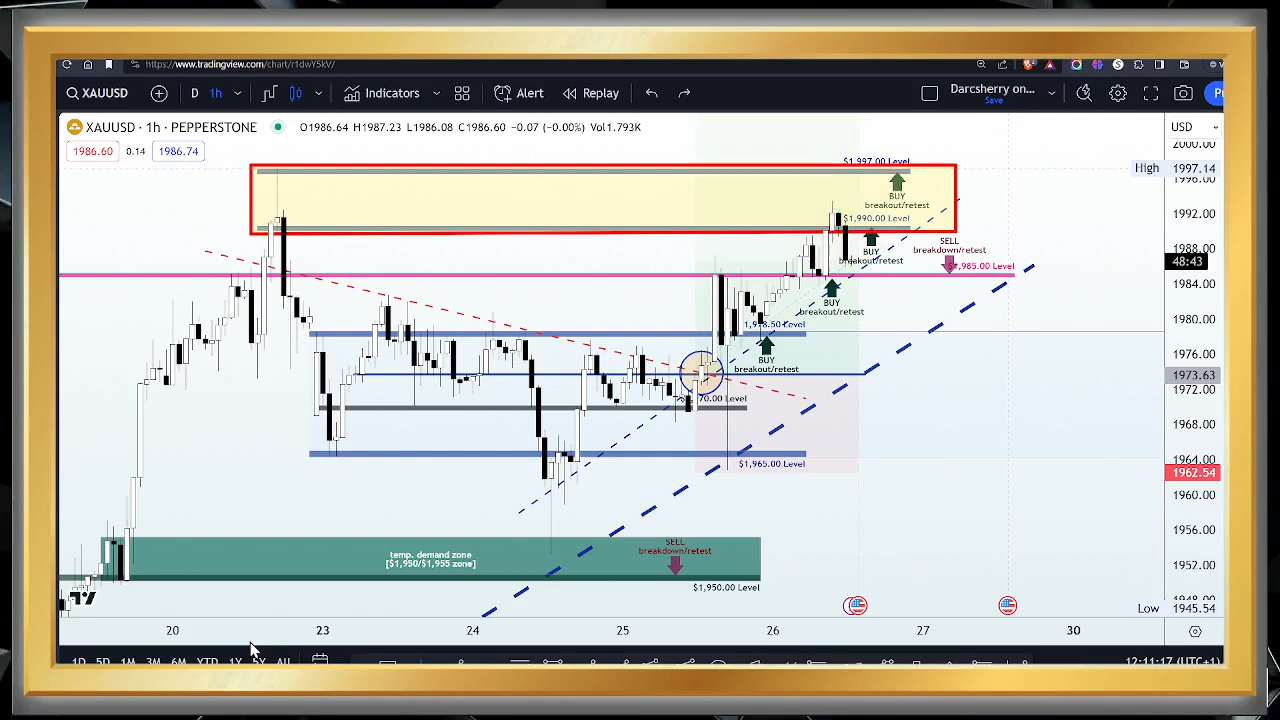 https://www.tradingview.com/chart/r1dwY5kV/
XAUUSD D 1h Indicators Alert Replay Darcsherry on... Save
XAUUSD · 1h · PEPPERSTONE O1986.64 H1987.23 L1986.08 C1986.60 −0.07 (−0.00%) Vol1.793K USD
1986.60 0.14 1986.74
2000.00
$1,997.00 Level
High 1997.14
1996.00
BUY
breakout/retest
$1,990.00 Level
1992.00
SELL
breakdown/retest
1988.00
BUY
breakout/retest
48:43
$1,985.00 Level
1984.00
BUY
breakout/retest
1980.00
Level
BUY
breakout/retest
1976.00
1973.63
1972.00
70.00 Level
1968.00
$1,965.00 Level
1964.00
1962.54
1960.00
1956.00
SELL
breakdown/retest
temp. demand zone
[$1,950/$1,955 zone]
1952.00
$1,950.00 Level
1948.00
Low 1945.54
20 23 24 25 26 27 30
1D 5D 1M 3M 6M YTD 1Y 5Y All 12:11:17 (UTC+1)